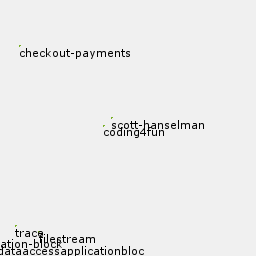 checkout-payments
scott-hanselman
coding4fun
trace
filestream
ation-block
dataaccessapplicationbloc